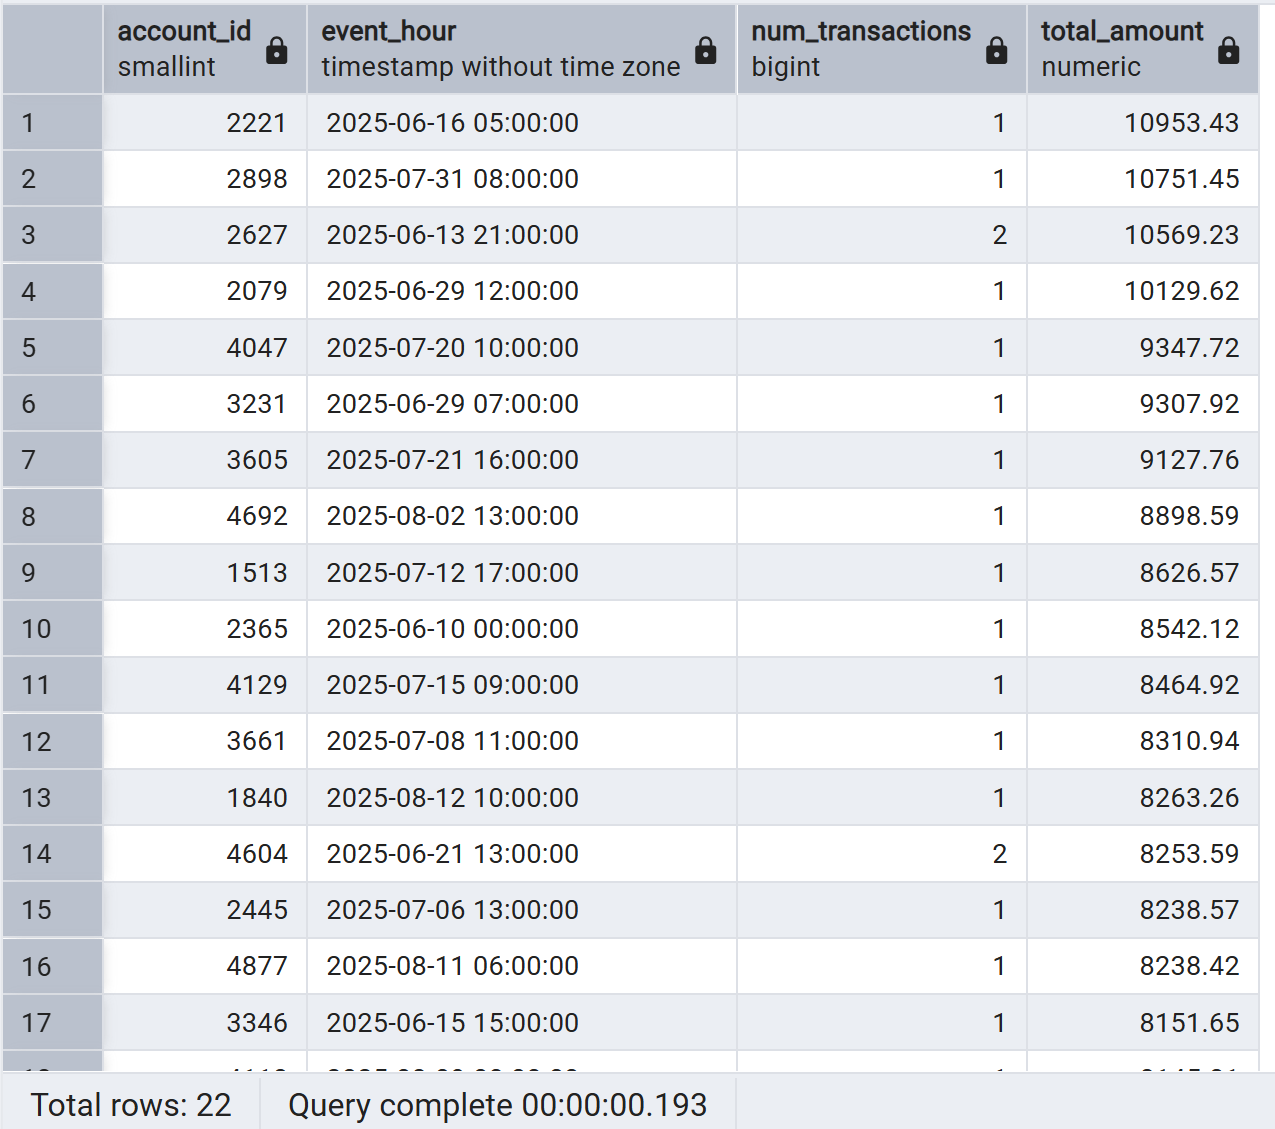 account_id event_hour num_transactions total_amount
smallint timestamp without time zone bigint numeric
1 2221 2025-06-16 05:00:00 1 10953.43
2 2898 2025-07-31 08:00:00 1 10751.45
3 2627 2025-06-13 21:00:00 2 10569.23
4 2079 2025-06-29 12:00:00 1 10129.62
5 4047 2025-07-20 10:00:00 1 9347.72
6 3231 2025-06-29 07:00:00 1 9307.92
7 3605 2025-07-21 16:00:00 1 9127.76
8 4692 2025-08-02 13:00:00 1 8898.59
9 1513 2025-07-12 17:00:00 1 8626.57
10 2365 2025-06-10 00:00:00 1 8542.12
11 4129 2025-07-15 09:00:00 1 8464.92
12 3661 2025-07-08 11:00:00 1 8310.94
13 1840 2025-08-12 10:00:00 1 8263.26
14 4604 2025-06-21 13:00:00 2 8253.59
15 2445 2025-07-06 13:00:00 1 8238.57
16 4877 2025-08-11 06:00:00 1 8238.42
17 3346 2025-06-15 15:00:00 1 8151.65
Total rows: 22 Query complete 00:00:00.193